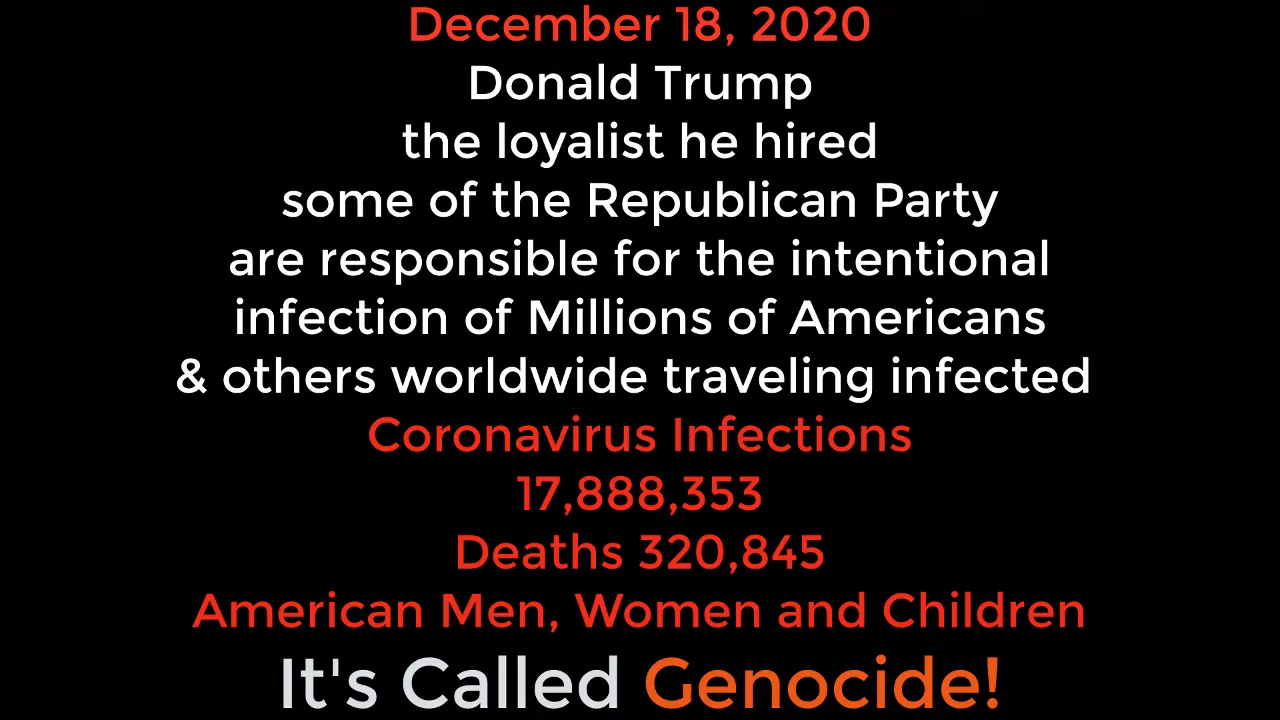 December 18, 2020
Donald Trump
the loyalist he hired
some of the Republican Party
are responsible for the intentional
infection of Millions of Americans
& others worldwide traveling infected
Coronavirus Infections
17,888,353
Deaths 320,845
American Men, Women and Children
It's Called Genocide!